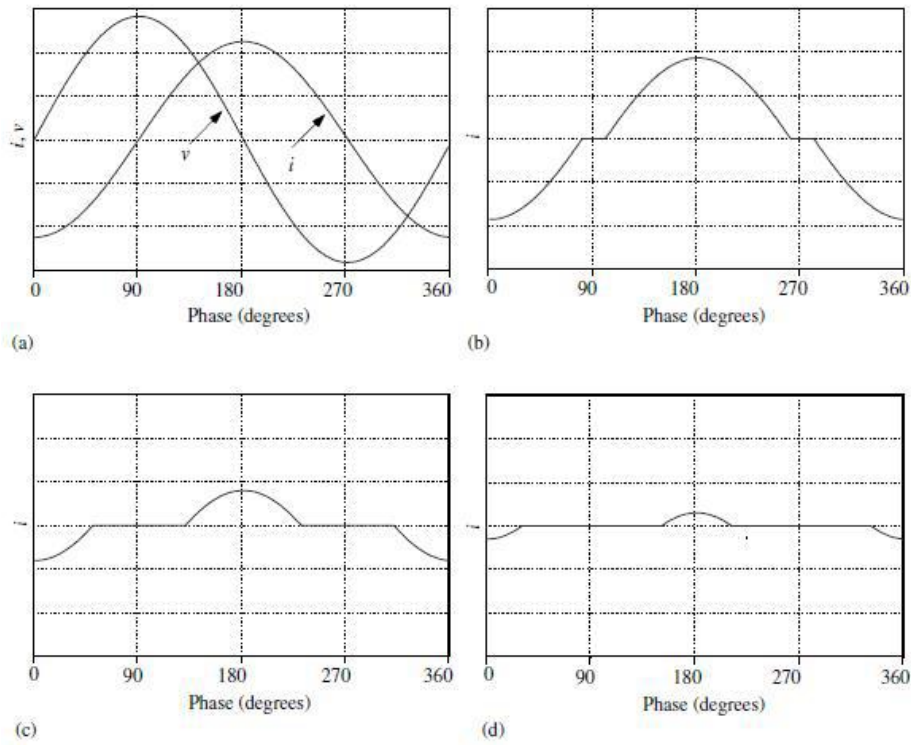 i, v
v
i
0 90 180 270 360
Phase (degrees)
(a)
i
0 90 180 270 360
Phase (degrees)
(b)
i
0 90 180 270 360
Phase (degrees)
(c)
i
0 90 180 270 360
Phase (degrees)
(d)